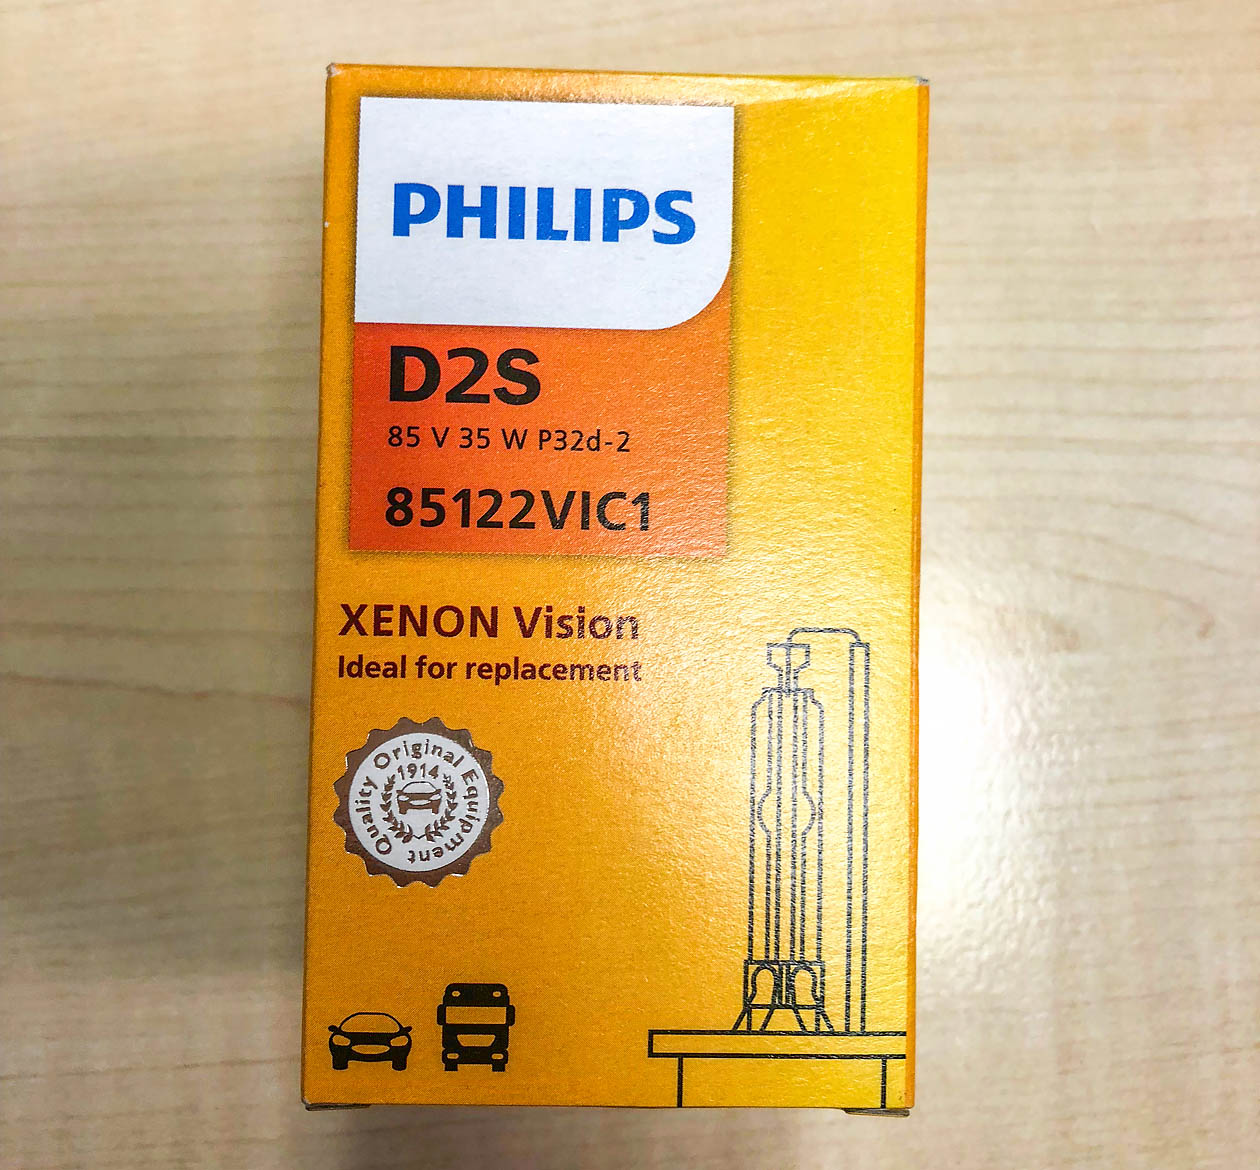 PHILIPS
D2S
85 V 35 W P32d-2
85122VIC1
XENON Vision
Ideal for replacement
Quality Original Equipment
1914